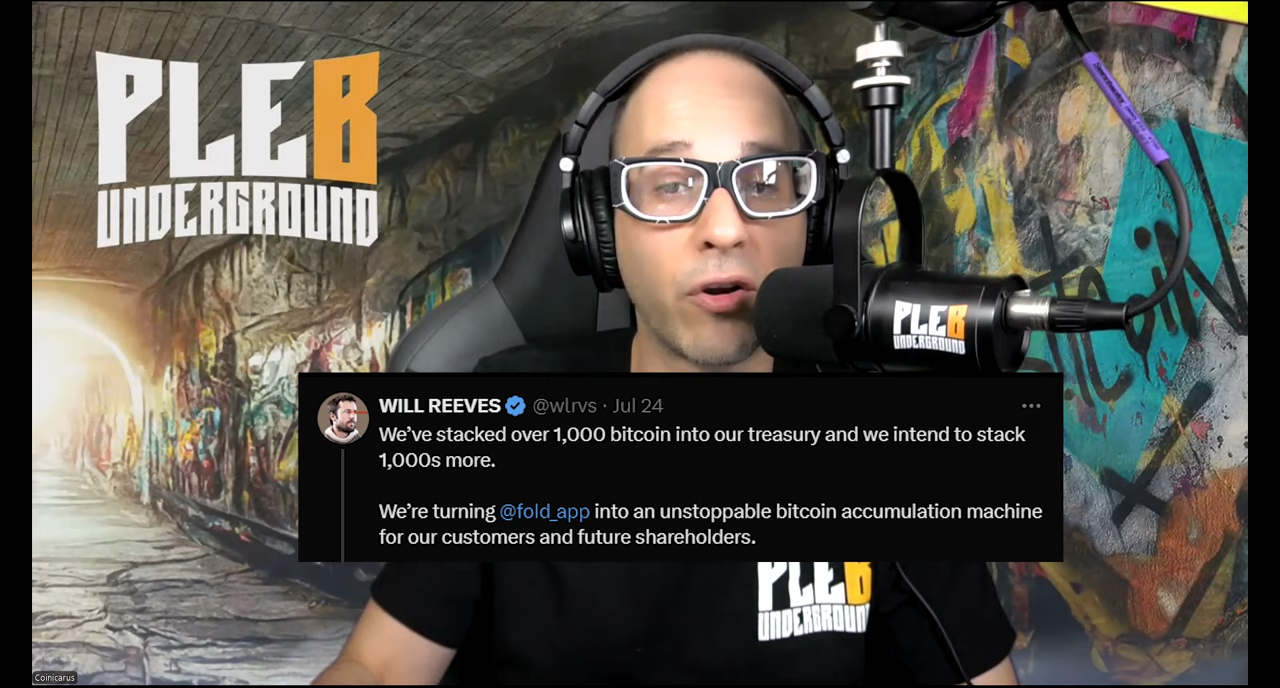 PLEB
UNDERGROUND
PLEB
UNDERGROUND
WILL REEVES @wlrvs · Jul 24
We’ve stacked over 1,000 bitcoin into our treasury and we intend to stack
1,000s more.
We’re turning @fold_app into an unstoppable bitcoin accumulation machine
for our customers and future shareholders.
PLEB
UNDERGROUND
Coinicarus